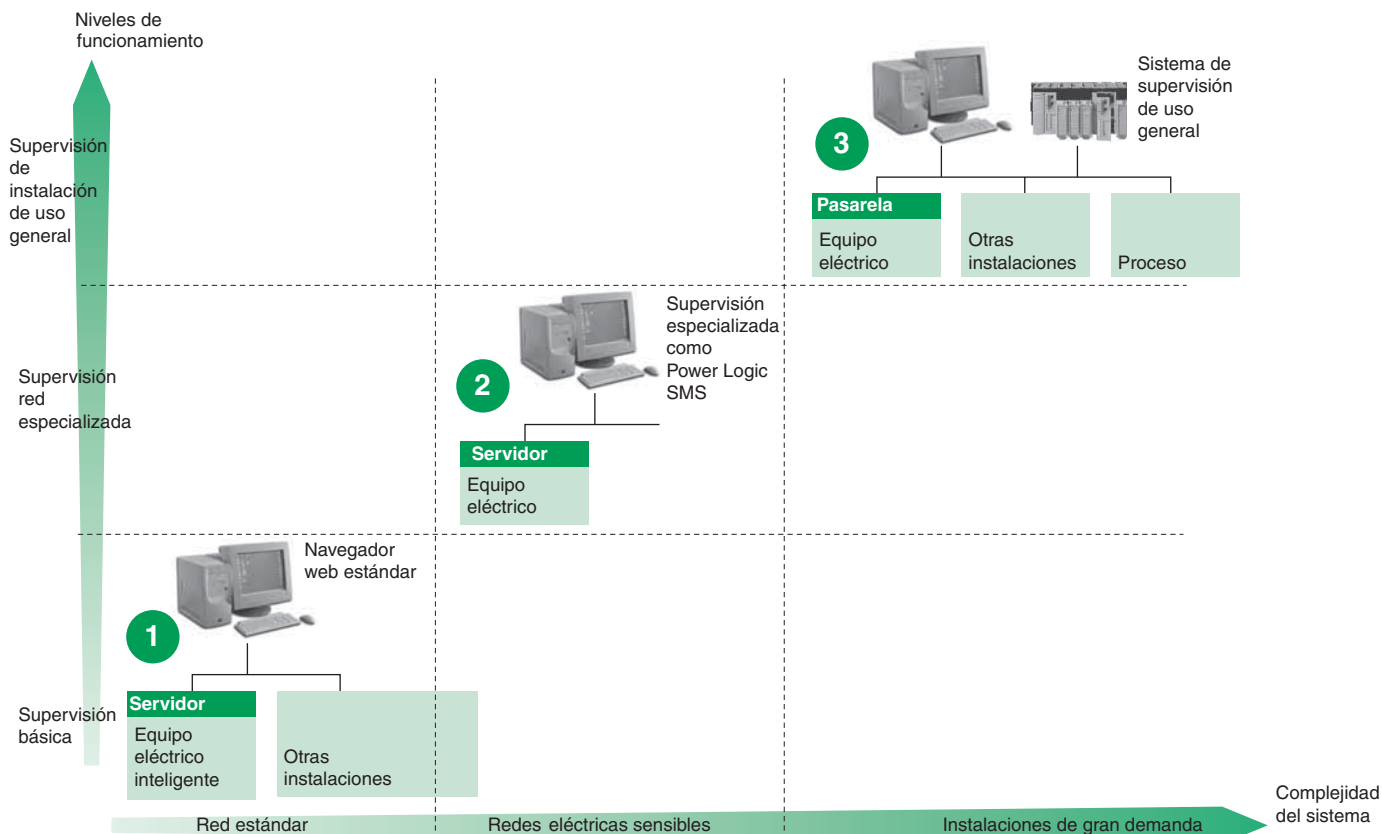 Niveles de
funcionamiento
Supervisión
de
instalación
de uso
general
3
Sistema de
supervisión
de uso
general
Pasarela
Equipo
eléctrico
Otras
instalaciones
Proceso
Supervisión
red
especializada
2
Supervisión
especializada
como
Power Logic
SMS
Servidor
Equipo
eléctrico
Navegador
web estándar
1
Supervisión
básica
Servidor
Equipo
eléctrico
inteligente
Otras
instalaciones
Red estándar
Redes eléctricas sensibles
Instalaciones de gran demanda
Complejidad
del sistema